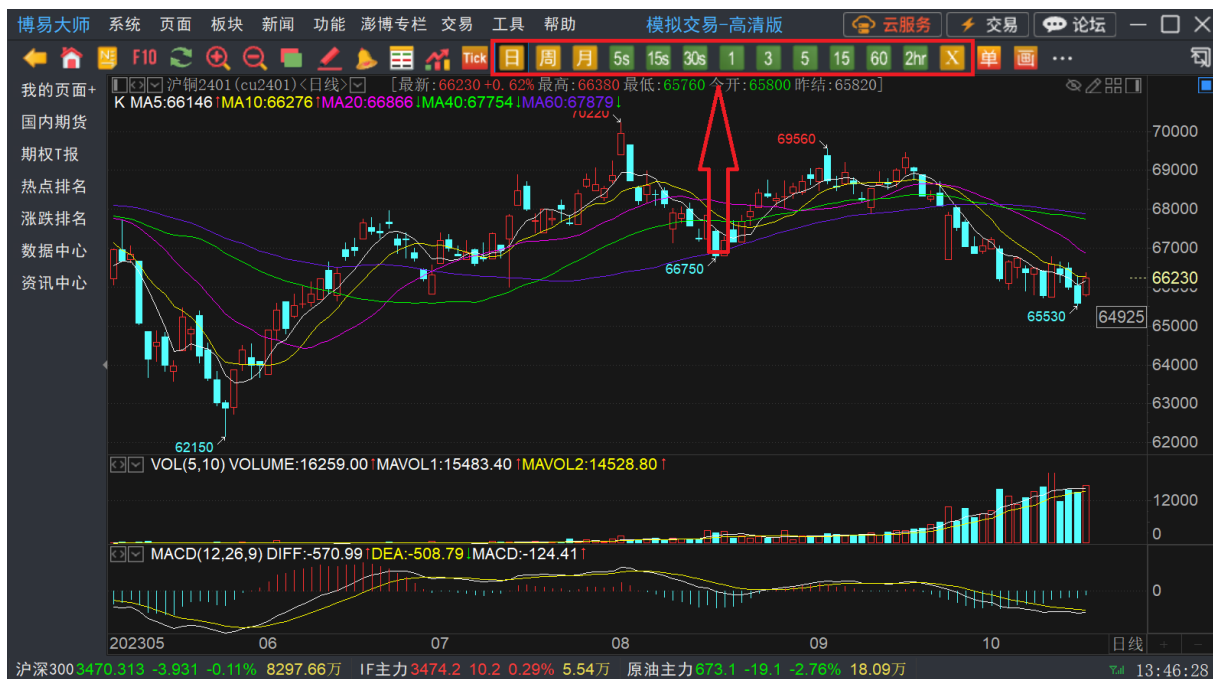 博易大师 系统 页面 板块 新闻 功能 澎博专栏 交易 工具 帮助 模拟交易-高清版 云服务 交易 论坛
F10 Tick 日 周 月 5s 15s 30s 1 3 5 15 60 2hr X 单 画 ...
我的页面+
国内期货
期权T报
热点排名
涨跌排名
数据中心
资讯中心
沪铜2401(cu2401)<日线> [最新:66230 +0.62% 最高:66380 最低:65760 今开:65800 昨结:65820]
K MA5:66146↑MA10:66276↑MA20:66866↓MA40:67754↓MA60:67879↓
70220
69560
66750
65530
62150
70000
69000
68000
67000
66230
65000
64925
64000
63000
62000
VOL(5,10) VOLUME:16259.00↑MAVOL1:15483.40↑MAVOL2:14528.80↑
12000
0
MACD(12,26,9) DIFF:-570.99↑DEA:-508.79↓MACD:-124.41↑
0
202305 06 07 08 09 10 日线 + -
沪深300 3470.313 -3.931 -0.11% 8297.66万 IF主力 3474.2 10.2 0.29% 5.54万 原油主力 673.1 -19.1 -2.76% 18.09万 13:46:28